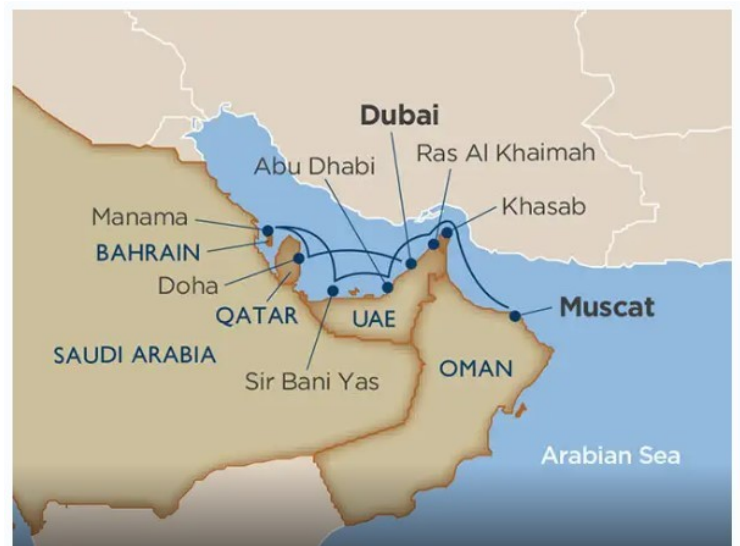 Dubai
Abu Dhabi
Ras Al Khaimah
Khasab
Manama
BAHRAIN
Doha
QATAR
UAE
Muscat
SAUDI ARABIA
Sir Bani Yas
OMAN
Arabian Sea